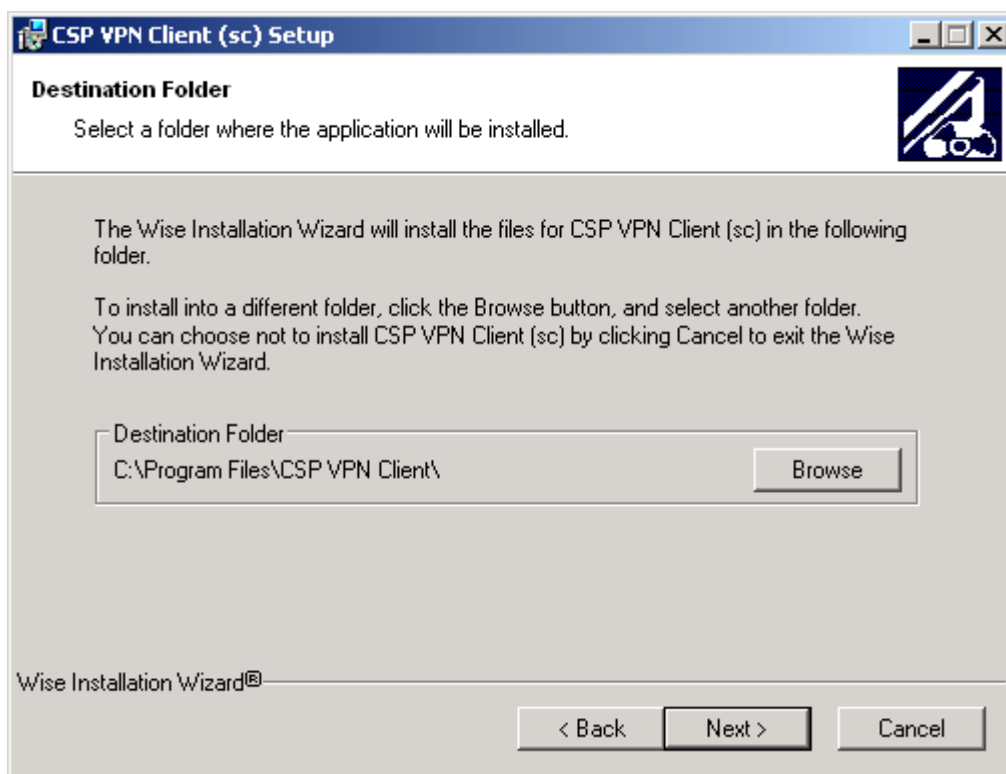 CSP VPN Client (sc) Setup
Destination Folder
Select a folder where the application will be installed.
The Wise Installation Wizard will install the files for CSP VPN Client (sc) in the following
folder.
To install into a different folder, click the Browse button, and select another folder.
You can choose not to install CSP VPN Client (sc) by clicking Cancel to exit the Wise
Installation Wizard.
Destination Folder
C:\Program Files\CSP VPN Client\
Browse
Wise Installation Wizard®
< Back
Next >
Cancel